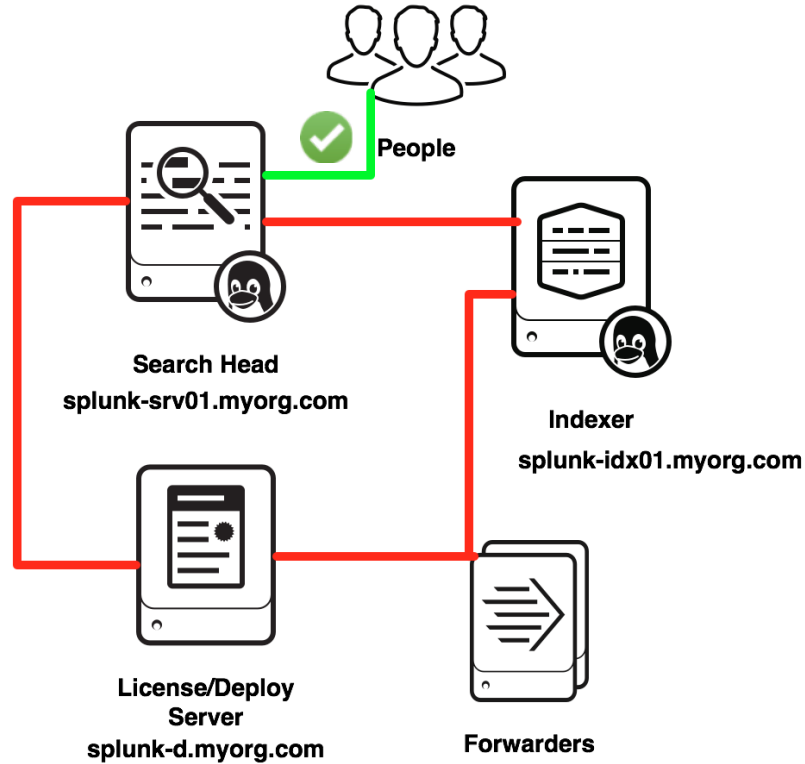 People
Search Head
splunk-srv01.myorg.com
Indexer
splunk-idx01.myorg.com
License/Deploy
Server
splunk-d.myorg.com
Forwarders